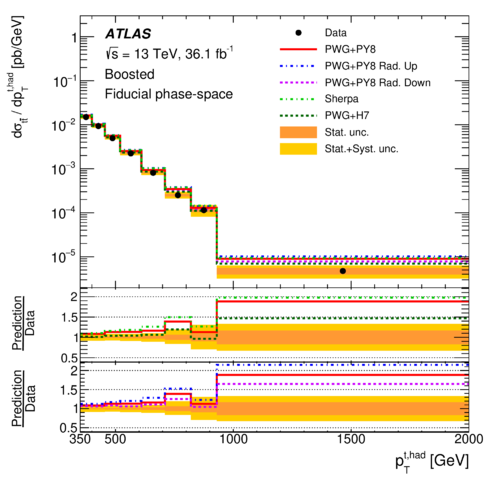 ATLAS
√s = 13 TeV, 36.1 fb⁻¹
Boosted
Fiducial phase-space
Data
PWG+PY8
PWG+PY8 Rad. Up
PWG+PY8 Rad. Down
Sherpa
PWG+H7
Stat. unc.
Stat.+Syst. unc.
dσ_tt̄ / dp_T^t,had [pb/GeV]
1
10⁻¹
10⁻²
10⁻³
10⁻⁴
10⁻⁵
Prediction
Data
2
1.5
1
0.5
Prediction
Data
2
1.5
1
0.5
350 500 1000 1500 2000
p_T^t,had [GeV]